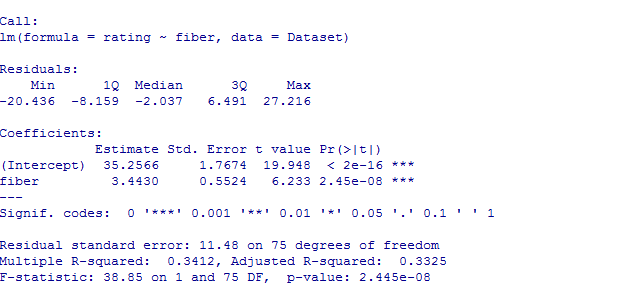 Call:
lm(formula = rating ~ fiber, data = Dataset)
Residuals:
    Min      1Q  Median      3Q     Max
-20.436  -8.159  -2.037   6.491  27.216
Coefficients:
            Estimate Std. Error t value Pr(>|t|)
(Intercept)  35.2566     1.7674  19.948  < 2e-16 ***
fiber         3.4430     0.5524   6.233 2.45e-08 ***
---
Signif. codes:  0 '***' 0.001 '**' 0.01 '*' 0.05 '.' 0.1 ' ' 1
Residual standard error: 11.48 on 75 degrees of freedom
Multiple R-squared:  0.3412, Adjusted R-squared:  0.3325
F-statistic: 38.85 on 1 and 75 DF,  p-value: 2.445e-08